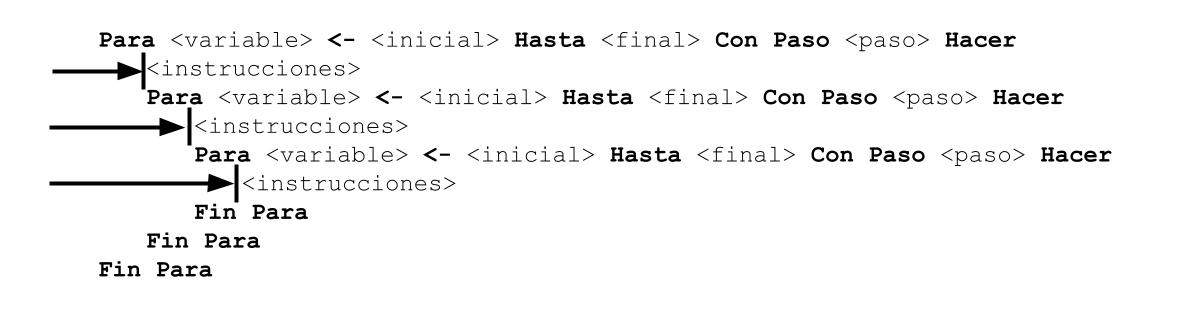 Para <variable> <- <inicial> Hasta <final> Con Paso <paso> Hacer
<instrucciones>
Para <variable> <- <inicial> Hasta <final> Con Paso <paso> Hacer
<instrucciones>
Para <variable> <- <inicial> Hasta <final> Con Paso <paso> Hacer
<instrucciones>
Fin Para
Fin Para
Fin Para